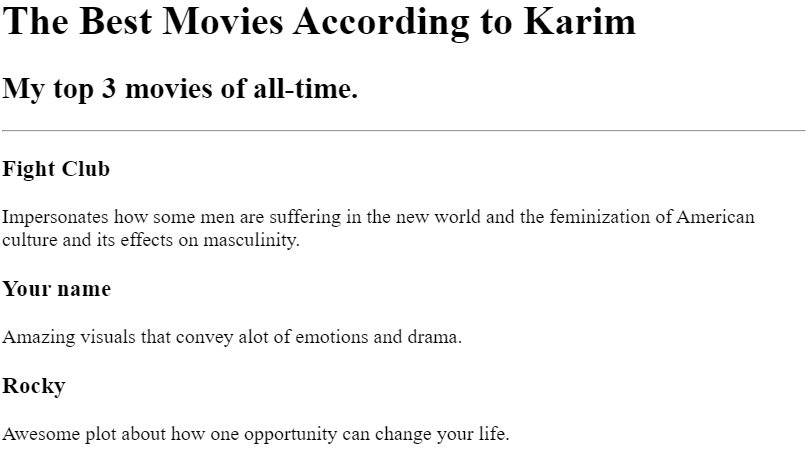 The Best Movies According to Karim
My top 3 movies of all-time.
Fight Club
Impersonates how some men are suffering in the new world and the feminization of American
culture and its effects on masculinity.
Your name
Amazing visuals that convey alot of emotions and drama.
Rocky
Awesome plot about how one opportunity can change your life.